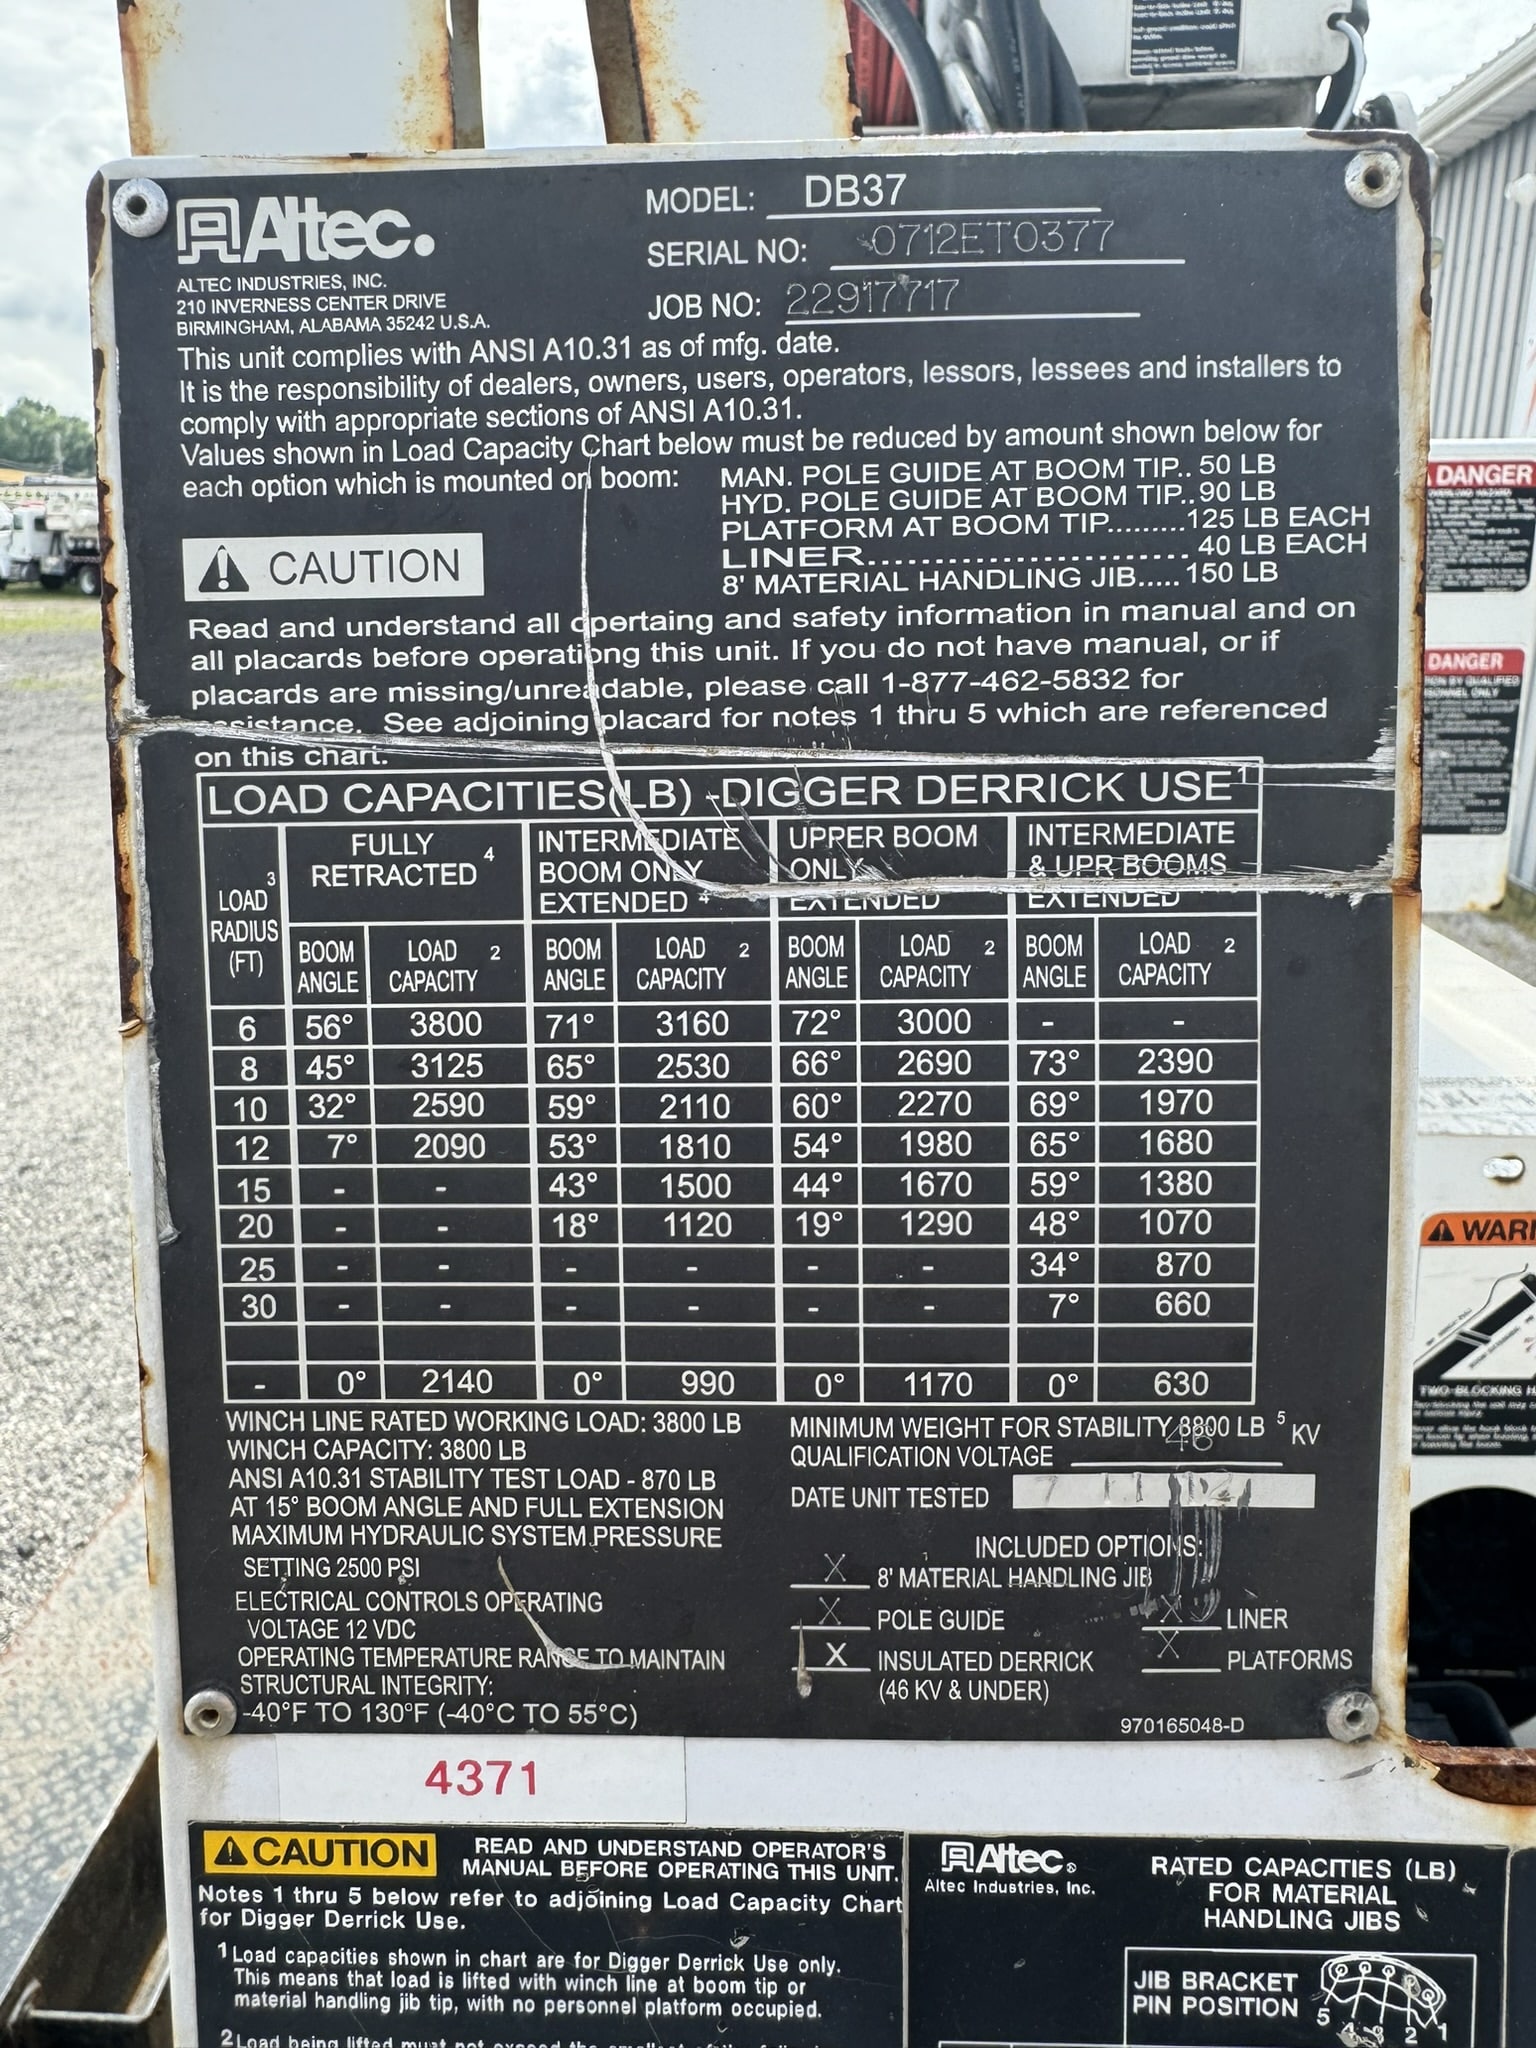 Altec.
ALTEC INDUSTRIES, INC.
210 INVERNESS CENTER DRIVE
BIRMINGHAM, ALABAMA 35242 U.S.A.
MODEL: DB37
SERIAL NO: 0712ET0377
JOB NO: 22917717
This unit complies with ANSI A10.31 as of mfg. date.
It is the responsibility of dealers, owners, users, operators, lessors, lessees and installers to
comply with appropriate sections of ANSI A10.31.
Values shown in Load Capacity Chart below must be reduced by amount shown below for
each option which is mounted on boom:
MAN. POLE GUIDE AT BOOM TIP.. 50 LB
HYD. POLE GUIDE AT BOOM TIP.. 90 LB
PLATFORM AT BOOM TIP.........125 LB EACH
LINER.............................. 40 LB EACH
8' MATERIAL HANDLING JIB.....150 LB
CAUTION
Read and understand all opertaing and safety information in manual and on
all placards before operationg this unit. If you do not have manual, or if
placards are missing/unreadable, please call 1-877-462-5832 for
assistance. See adjoining placard for notes 1 thru 5 which are referenced
on this chart.
LOAD CAPACITIES(LB) -DIGGER DERRICK USE 1
LOAD 3 RADIUS (FT) FULLY RETRACTED 4 INTERMEDIATE BOOM ONLY EXTENDED 4 UPPER BOOM ONLY EXTENDED INTERMEDIATE & UPR BOOMS EXTENDED
BOOM ANGLE LOAD CAPACITY 2 BOOM ANGLE LOAD CAPACITY 2 BOOM ANGLE LOAD CAPACITY 2 BOOM ANGLE LOAD CAPACITY 2
6 56° 3800 71° 3160 72° 3000 - -
8 45° 3125 65° 2530 66° 2690 73° 2390
10 32° 2590 59° 2110 60° 2270 69° 1970
12 7° 2090 53° 1810 54° 1980 65° 1680
15 - - 43° 1500 44° 1670 59° 1380
20 - - 18° 1120 19° 1290 48° 1070
25 - - - - - - 34° 870
30 - - - - - - 7° 660
- 0° 2140 0° 990 0° 1170 0° 630
WINCH LINE RATED WORKING LOAD: 3800 LB
WINCH CAPACITY: 3800 LB
ANSI A10.31 STABILITY TEST LOAD - 870 LB
AT 15° BOOM ANGLE AND FULL EXTENSION
MAXIMUM HYDRAULIC SYSTEM PRESSURE
SETTING 2500 PSI
ELECTRICAL CONTROLS OPERATING
VOLTAGE 12 VDC
OPERATING TEMPERATURE RANGE TO MAINTAIN
STRUCTURAL INTEGRITY:
-40°F TO 130°F (-40°C TO 55°C)
MINIMUM WEIGHT FOR STABILITY 8800 LB 5
QUALIFICATION VOLTAGE 46 KV
DATE UNIT TESTED
INCLUDED OPTIONS:
X 8' MATERIAL HANDLING JIB
X POLE GUIDE X LINER
X INSULATED DERRICK X PLATFORMS
(46 KV & UNDER)
970165048-D
4371
CAUTION
READ AND UNDERSTAND OPERATOR'S
MANUAL BEFORE OPERATING THIS UNIT.
Notes 1 thru 5 below refer to adjoining Load Capacity Chart
for Digger Derrick Use.
1 Load capacities shown in chart are for Digger Derrick Use only.
This means that load is lifted with winch line at boom tip or
material handling jib tip, with no personnel platform occupied.
2 Load being lifted must not exceed the smallest of the
Altec®
Altec Industries, Inc.
RATED CAPACITIES (LB)
FOR MATERIAL
HANDLING JIBS
JIB BRACKET
PIN POSITION
5 4 3 2 1
DANGER
DANGER
WARN
TWO-BLOCKING